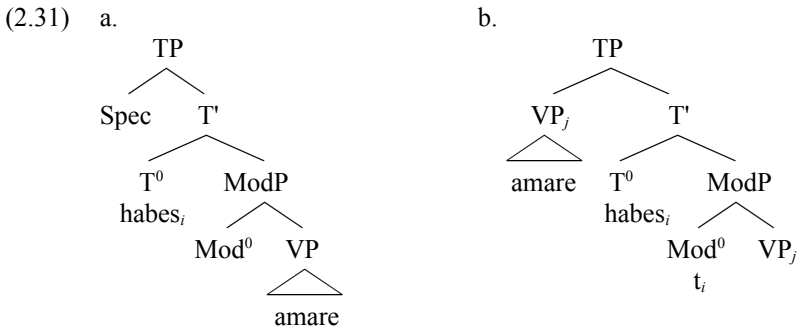 (2.31) a. b.
TP TP
Spec T' VPj T'
T⁰ ModP amare T⁰ ModP
habesi habesi
Mod⁰ VP Mod⁰ VPj
ti
amare